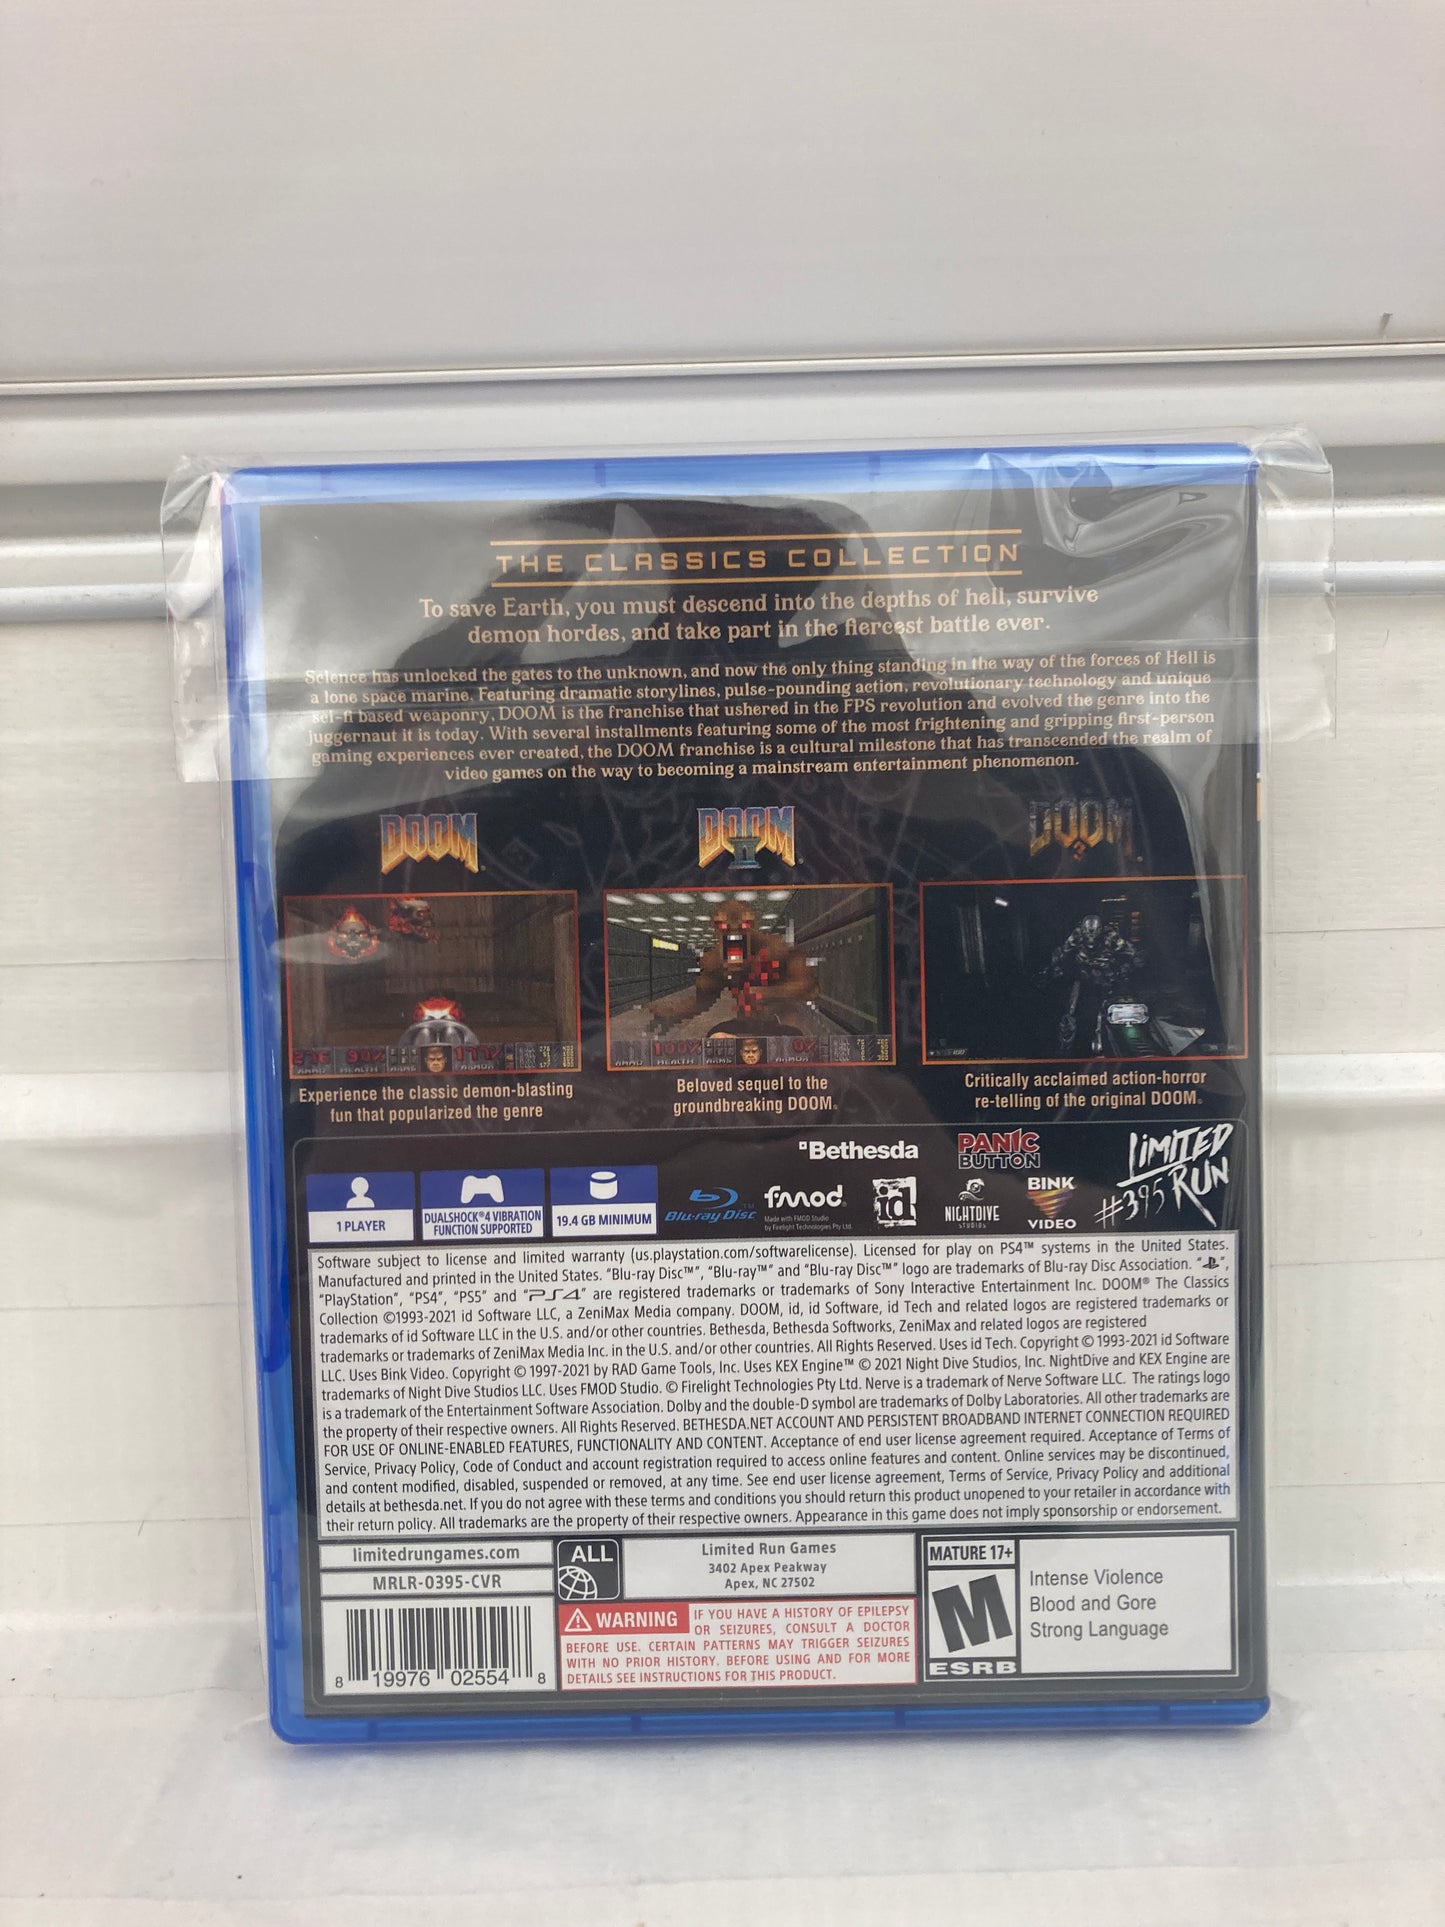 THE CLASSICS COLLECTION
To save Earth, you must descend into the depths of hell, survive
demon hordes, and take part in the fiercest battle ever.
Science has unlocked the gates to the unknown, and now the only thing standing in the way of the forces of Hell is
a lone space marine. Featuring dramatic storylines, pulse-pounding action, revolutionary technology and unique
sci-fi based weaponry, DOOM is the franchise that ushered in the FPS revolution and evolved the genre into the
juggernaut it is today. With several installments featuring some of the most frightening and gripping first-person
gaming experiences ever created, the DOOM franchise is a cultural milestone that has transcended the realm of
video games on the way to becoming a mainstream entertainment phenomenon.
DOOM
DOOM II
DOOM 3
276 90% 177%
AMMO HEALTH ARMS ARMOR
100% 0%
AMMO HEALTH ARMS ARMOR
Experience the classic demon-blasting
fun that popularized the genre
Beloved sequel to the
groundbreaking DOOM®
Critically acclaimed action-horror
re-telling of the original DOOM®
Bethesda
PANIC
BUTTON
LIMITED
RUN
#395
1 PLAYER
DUALSHOCK®4 VIBRATION
FUNCTION SUPPORTED
19.4 GB MINIMUM
Blu-ray Disc™
fmod®
Made with FMOD Studio
by Firelight Technologies Pty Ltd.
id
NIGHTDIVE
STUDIOS
BINK
VIDEO
Software subject to license and limited warranty (us.playstation.com/softwarelicense). Licensed for play on PS4™ systems in the United States.
Manufactured and printed in the United States. “Blu-ray Disc™”, “Blu-ray™” and “Blu-ray Disc™” logo are trademarks of Blu-ray Disc Association. “PS”,
“PlayStation”, “PS4”, “PS5” and “PS4” are registered trademarks or trademarks of Sony Interactive Entertainment Inc. DOOM® The Classics
Collection ©1993-2021 id Software LLC, a ZeniMax Media company. DOOM, id, id Software, id Tech and related logos are registered trademarks or
trademarks of id Software LLC in the U.S. and/or other countries. Bethesda, Bethesda Softworks, ZeniMax and related logos are registered
trademarks or trademarks of ZeniMax Media Inc. in the U.S. and/or other countries. All Rights Reserved. Uses id Tech. Copyright © 1993-2021 id Software
LLC. Uses Bink Video. Copyright © 1997-2021 by RAD Game Tools, Inc. Uses KEX Engine™ © 2021 Night Dive Studios, Inc. NightDive and KEX Engine are
trademarks of Night Dive Studios LLC. Uses FMOD Studio. © Firelight Technologies Pty Ltd. Nerve is a trademark of Nerve Software LLC. The ratings logo
is a trademark of the Entertainment Software Association. Dolby and the double-D symbol are trademarks of Dolby Laboratories. All other trademarks are
the property of their respective owners. All Rights Reserved. BETHESDA.NET ACCOUNT AND PERSISTENT BROADBAND INTERNET CONNECTION REQUIRED
FOR USE OF ONLINE-ENABLED FEATURES, FUNCTIONALITY AND CONTENT. Acceptance of end user license agreement required. Acceptance of Terms of
Service, Privacy Policy, Code of Conduct and account registration required to access online features and content. Online services may be discontinued,
and content modified, disabled, suspended or removed, at any time. See end user license agreement, Terms of Service, Privacy Policy and additional
details at bethesda.net. If you do not agree with these terms and conditions you should return this product unopened to your retailer in accordance with
their return policy. All trademarks are the property of their respective owners. Appearance in this game does not imply sponsorship or endorsement.
limitedrungames.com
MRLR-0395-CVR
ALL
Limited Run Games
3402 Apex Peakway
Apex, NC 27502
WARNING
IF YOU HAVE A HISTORY OF EPILEPSY
OR SEIZURES, CONSULT A DOCTOR
BEFORE USE. CERTAIN PATTERNS MAY TRIGGER SEIZURES
WITH NO PRIOR HISTORY. BEFORE USING AND FOR MORE
DETAILS SEE INSTRUCTIONS FOR THIS PRODUCT.
8 19976 02554 8
MATURE 17+
M
ESRB
Intense Violence
Blood and Gore
Strong Language